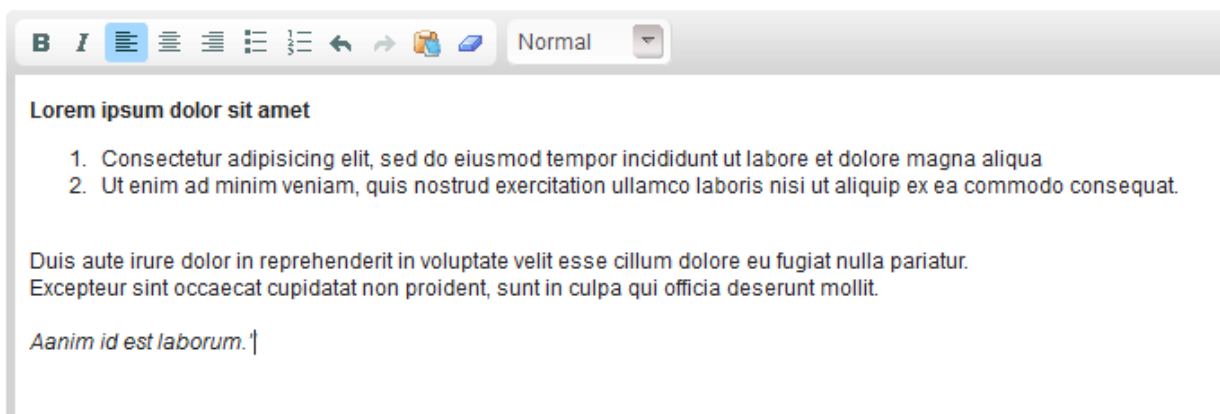 B I Normal
Lorem ipsum dolor sit amet
1. Consectetur adipisicing elit, sed do eiusmod tempor incididunt ut labore et dolore magna aliqua
2. Ut enim ad minim veniam, quis nostrud exercitation ullamco laboris nisi ut aliquip ex ea commodo consequat.
Duis aute irure dolor in reprehenderit in voluptate velit esse cillum dolore eu fugiat nulla pariatur.
Excepteur sint occaecat cupidatat non proident, sunt in culpa qui officia deserunt mollit.
Aanim id est laborum.'